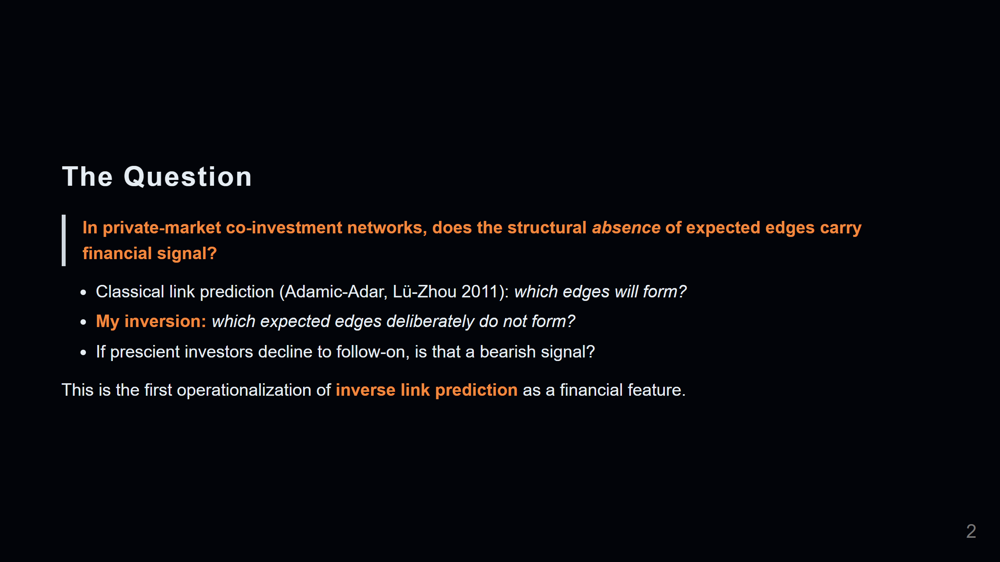 The Question
In private-market co-investment networks, does the structural absence of expected edges carry
financial signal?
• Classical link prediction (Adamic-Adar, Lü-Zhou 2011): which edges will form?
• My inversion: which expected edges deliberately do not form?
• If prescient investors decline to follow-on, is that a bearish signal?
This is the first operationalization of inverse link prediction as a financial feature.
2